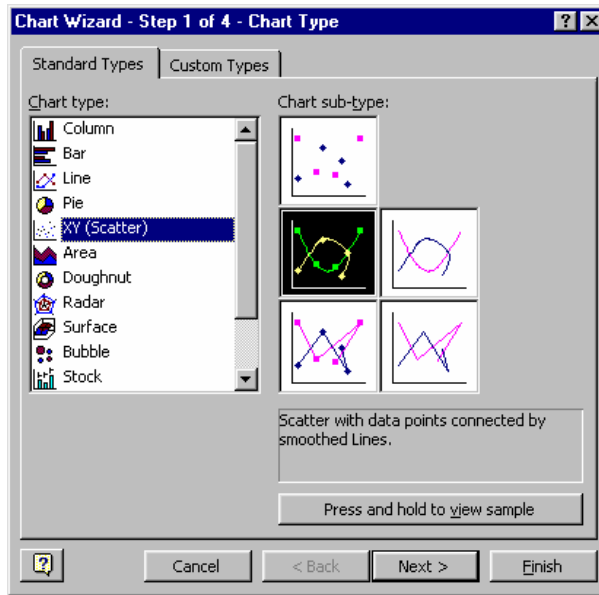 Chart Wizard - Step 1 of 4 - Chart Type
Standard Types
Custom Types
Chart type:
Column
Bar
Line
Pie
XY (Scatter)
Area
Doughnut
Radar
Surface
Bubble
Stock
Chart sub-type:
Scatter with data points connected by
smoothed Lines.
Press and hold to view sample
Cancel
< Back
Next >
Finish